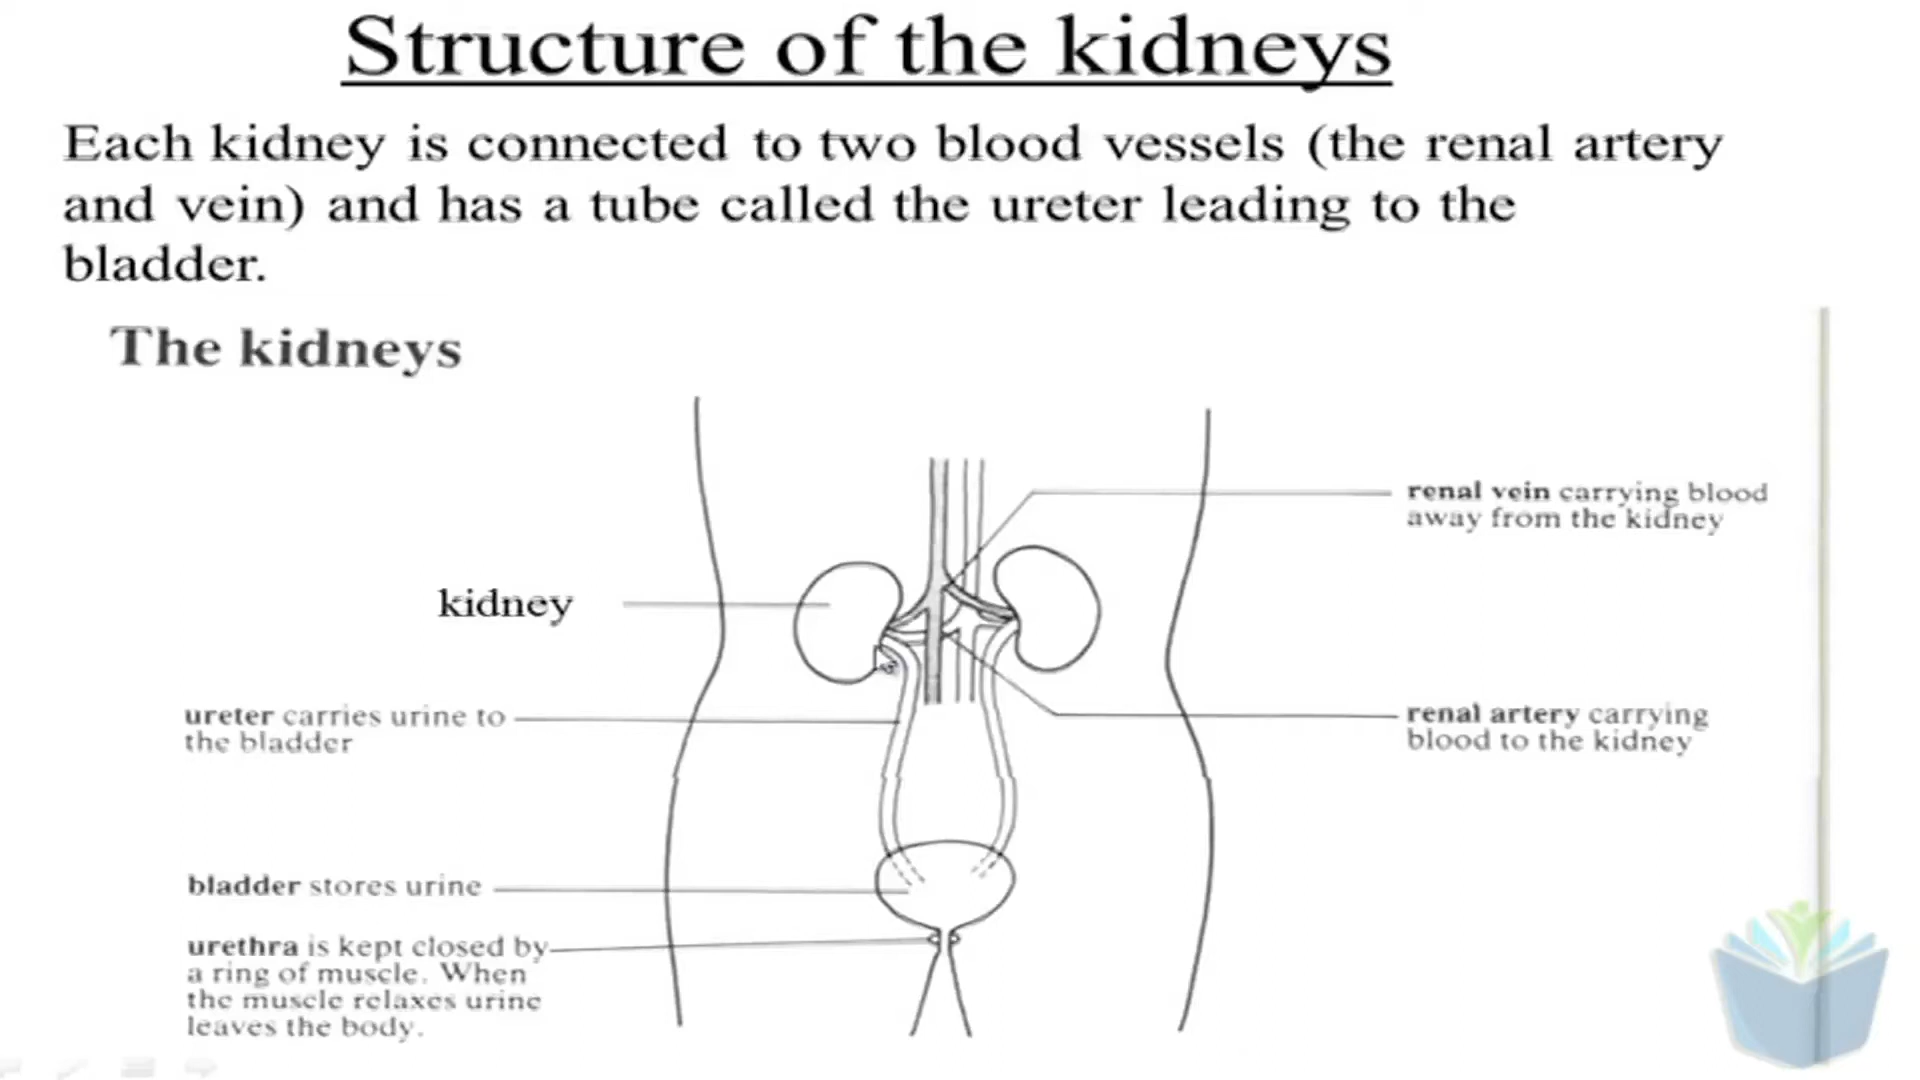 Structure of the kidneys
Each kidney is connected to two blood vessels (the renal artery
and vein) and has a tube called the ureter leading to the
bladder.
The kidneys
renal vein carrying blood
away from the kidney
kidney
ureter carries urine to
the bladder
renal artery carrying
blood to the kidney
bladder stores urine
urethra is kept closed by
a ring of muscle. When
the muscle relaxes urine
leaves the body.